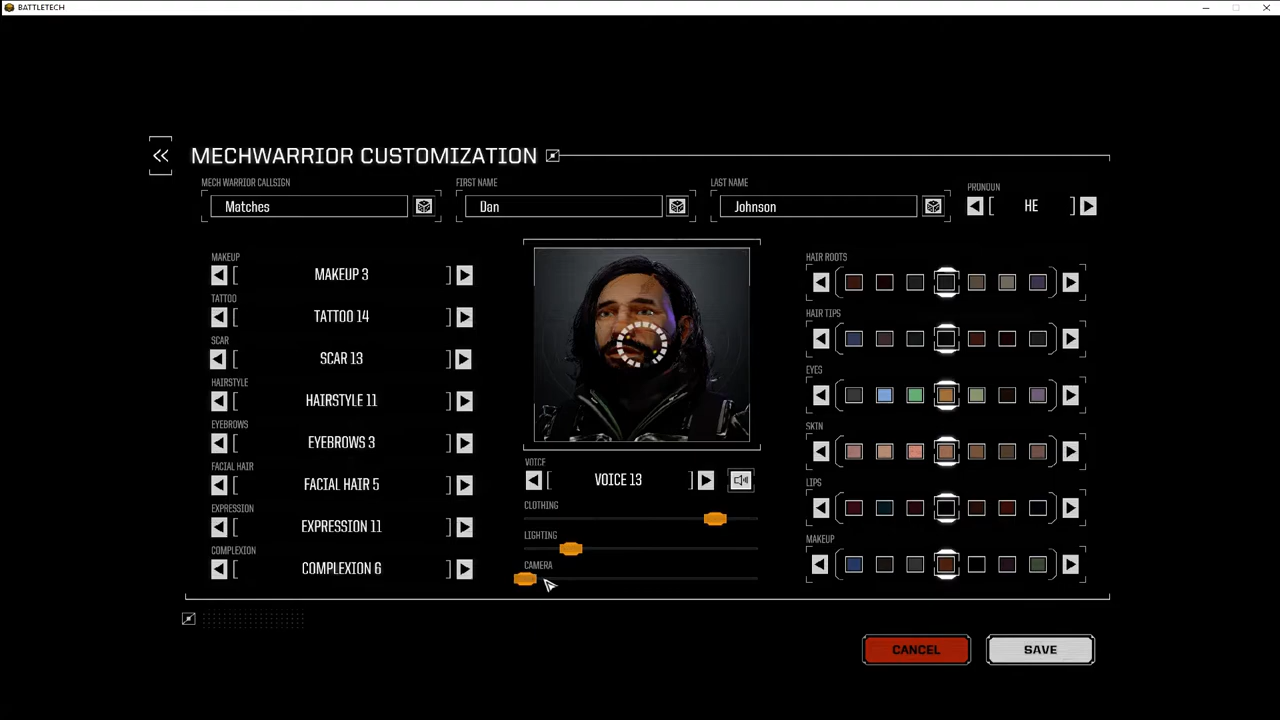 BATTLETECH
MECHWARRIOR CUSTOMIZATION
MECH WARRIOR CALLSIGN
FIRST NAME
LAST NAME
PRONOUN
Matches
Dan
Johnson
HE
MAKEUP
MAKEUP 3
TATTOO
TATTOO 14
SCAR
SCAR 13
HAIRSTYLE
HAIRSTYLE 11
EYEBROWS
EYEBROWS 3
FACIAL HAIR
FACIAL HAIR 5
EXPRESSION
EXPRESSION 11
COMPLEXION
COMPLEXION 6
VOICE
VOICE 13
CLOTHING
LIGHTING
CAMERA
HAIR ROOTS
HAIR TIPS
EYES
SKIN
LIPS
MAKEUP
CANCEL
SAVE